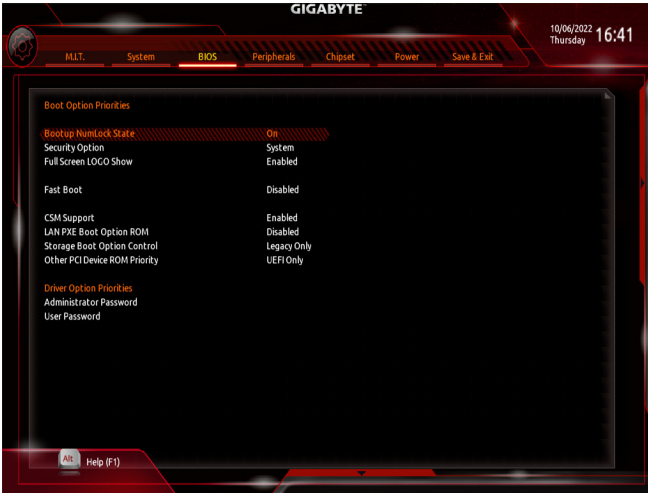 GIGABYTE™
10/06/2022 16:41
Thursday
M.I.T. System BIOS Peripherals Chipset Power Save & Exit
Boot Option Priorities
Bootup NumLock State On
Security Option System
Full Screen LOGO Show Enabled
Fast Boot Disabled
CSM Support Enabled
LAN PXE Boot Option ROM Disabled
Storage Boot Option Control Legacy Only
Other PCI Device ROM Priority UEFI Only
Driver Option Priorities
Administrator Password
User Password
Alt Help (F1)